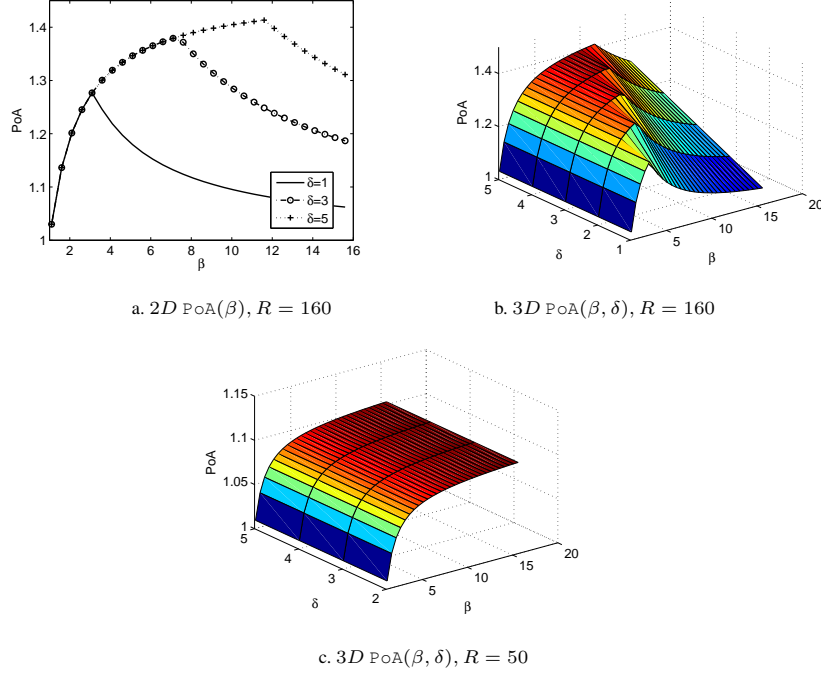 1.4
1.3
1.2
1.1
1
PoA
2 4 6 8 10 12 14 16
β
δ=1
δ=3
δ=5
a. 2D PoA(β), R = 160
1.4
1.2
1
PoA
5 4 3 2 1
δ
5 10 15 20
β
b. 3D PoA(β, δ), R = 160
1.15
1.1
1.05
1
PoA
5 4 3 2
δ
5 10 15 20
β
c. 3D PoA(β, δ), R = 50